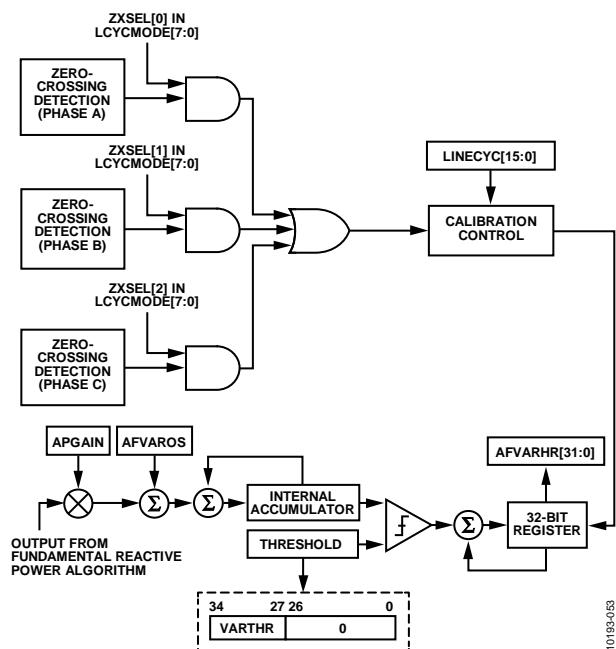 ZXSEL[0] IN
LCYCMODE[7:0]
ZERO-
CROSSING
DETECTION
(PHASE A)
ZXSEL[1] IN
LCYCMODE[7:0]
ZERO-
CROSSING
DETECTION
(PHASE B)
LINECYC[15:0]
CALIBRATION
CONTROL
ZXSEL[2] IN
LCYCMODE[7:0]
ZERO-
CROSSING
DETECTION
(PHASE C)
APGAIN
AFVAROS
AFVARHR[31:0]
Σ
Σ
INTERNAL
ACCUMULATOR
Σ
32-BIT
REGISTER
OUTPUT FROM
FUNDAMENTAL REACTIVE
POWER ALGORITHM
THRESHOLD
34 27 26 0
VARTHR 0
10193-053